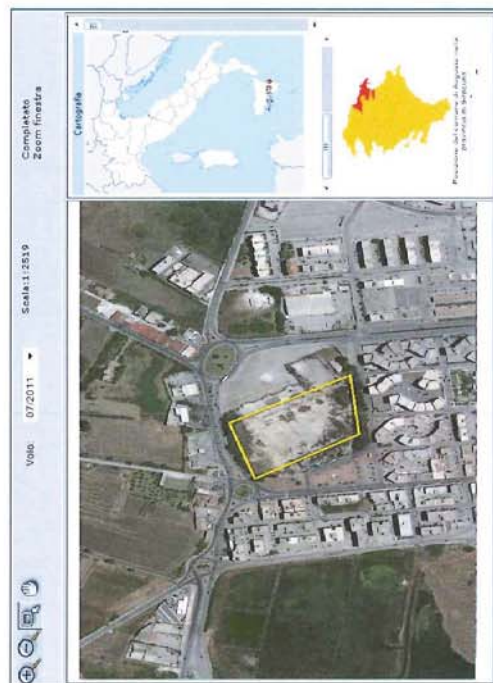 Volo: 07/2011
Scala:1:2519
Completato
Zoom finestra
Cartografia
Augusta
Posizione del comune di Augusta nella
provincia di Siracusa